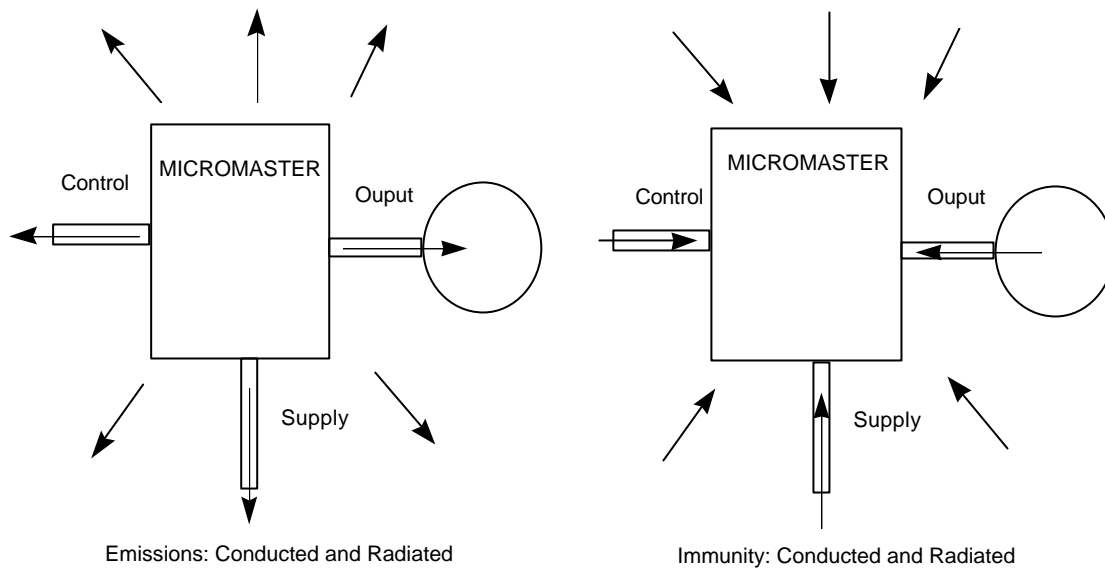 MICROMASTER
Control
Ouput
Supply
Emissions: Conducted and Radiated
MICROMASTER
Control
Ouput
Supply
Immunity: Conducted and Radiated